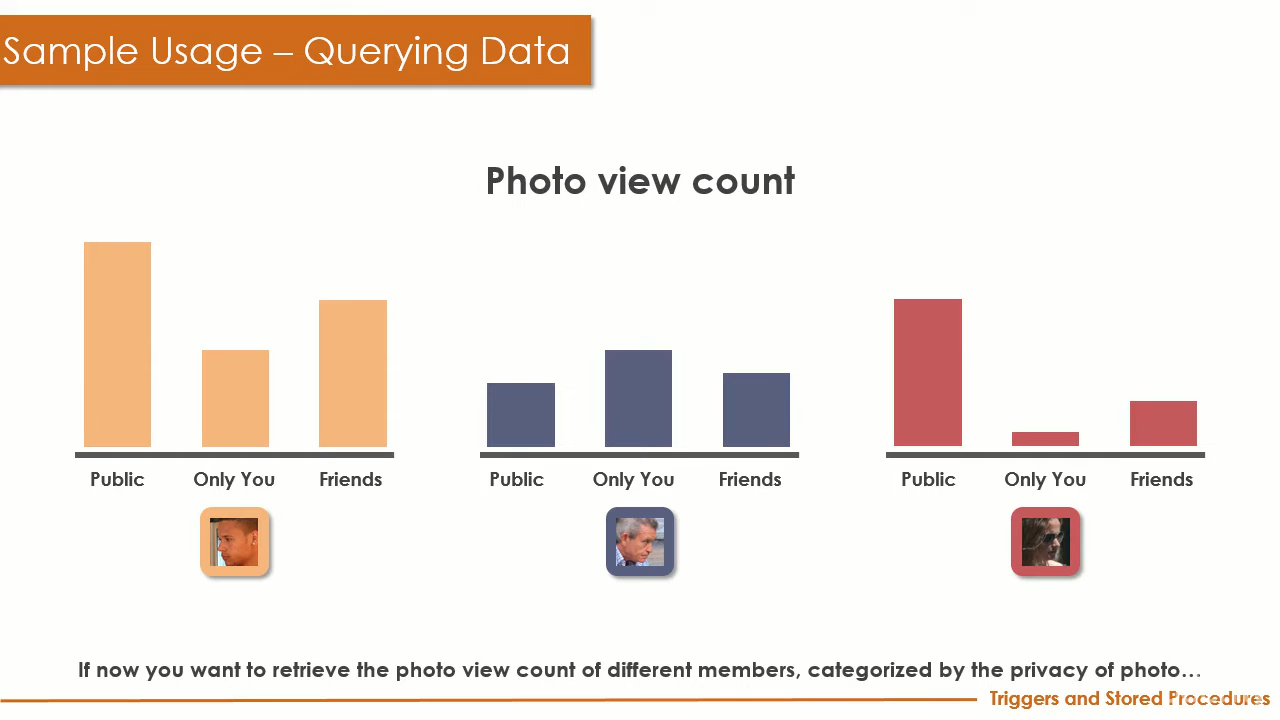 Sample Usage – Querying Data
Photo view count
Public Only You Friends
Public Only You Friends
Public Only You Friends
If now you want to retrieve the photo view count of different members, categorized by the privacy of photo…
Triggers and Stored Procedures